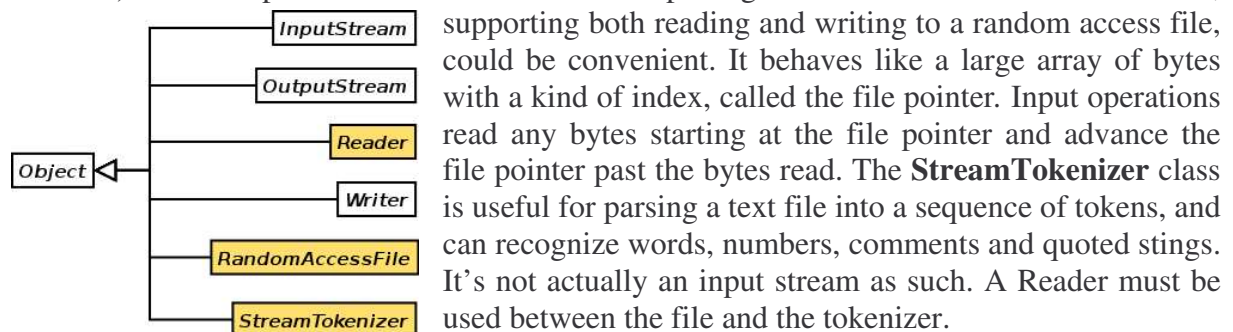 InputStream
OutputStream
Reader
Object
Writer
RandomAccessFile
StreamTokenizer
supporting both reading and writing to a random access file,
could be convenient. It behaves like a large array of bytes
with a kind of index, called the file pointer. Input operations
read any bytes starting at the file pointer and advance the
file pointer past the bytes read. The StreamTokenizer class
is useful for parsing a text file into a sequence of tokens, and
can recognize words, numbers, comments and quoted stings.
It's not actually an input stream as such. A Reader must be
used between the file and the tokenizer.